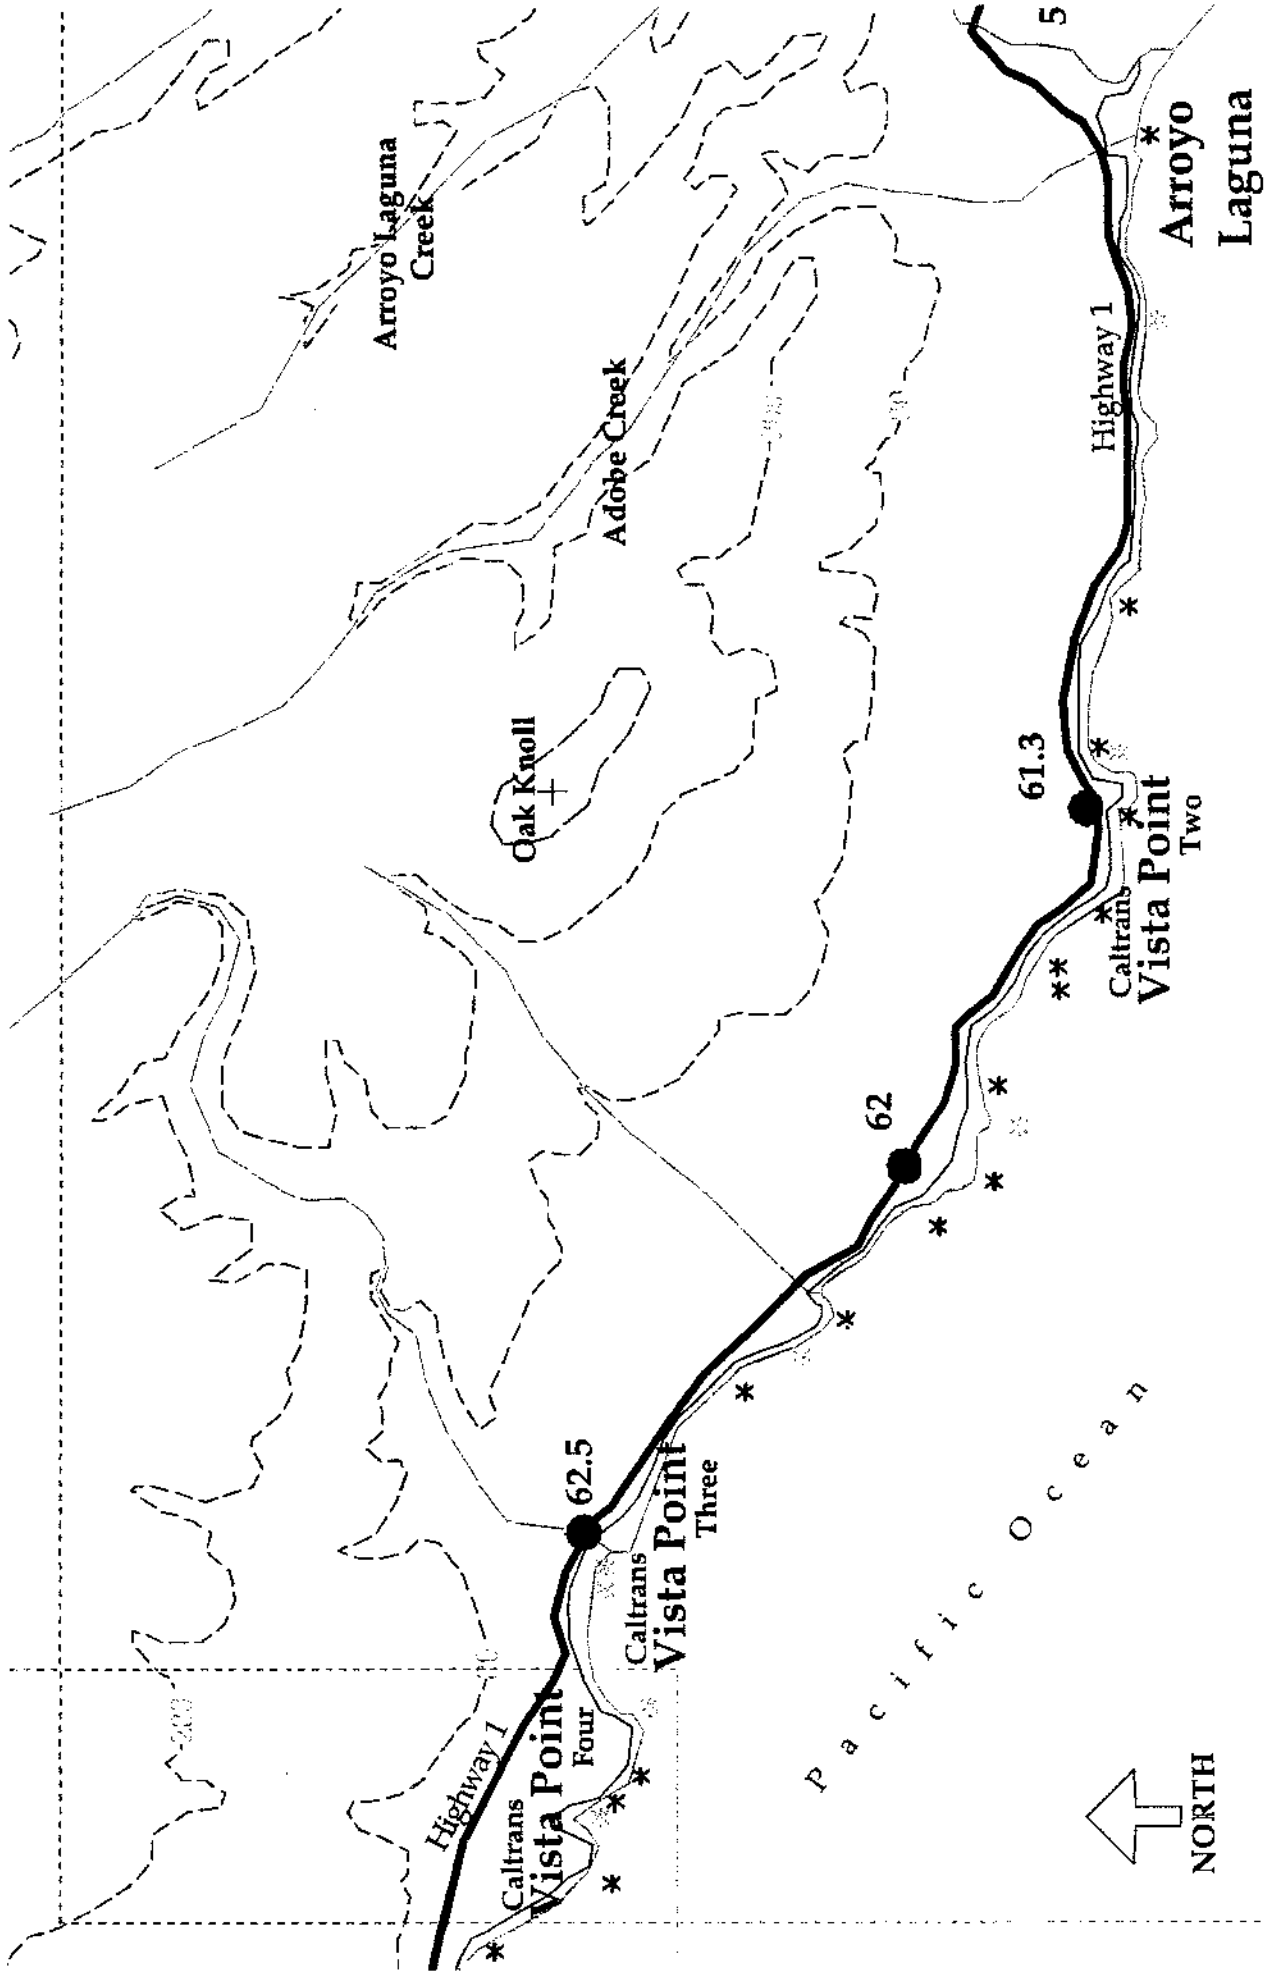 5
Arroyo Laguna
Creek
Adobe Creek
Oak Knoll
Highway 1
Arroyo
Laguna
61.3
Caltrans
Vista Point
Two
62
62.5
Caltrans
Vista Point
Three
Highway 1
Caltrans
Vista Point
Four
Pacific Ocean
NORTH